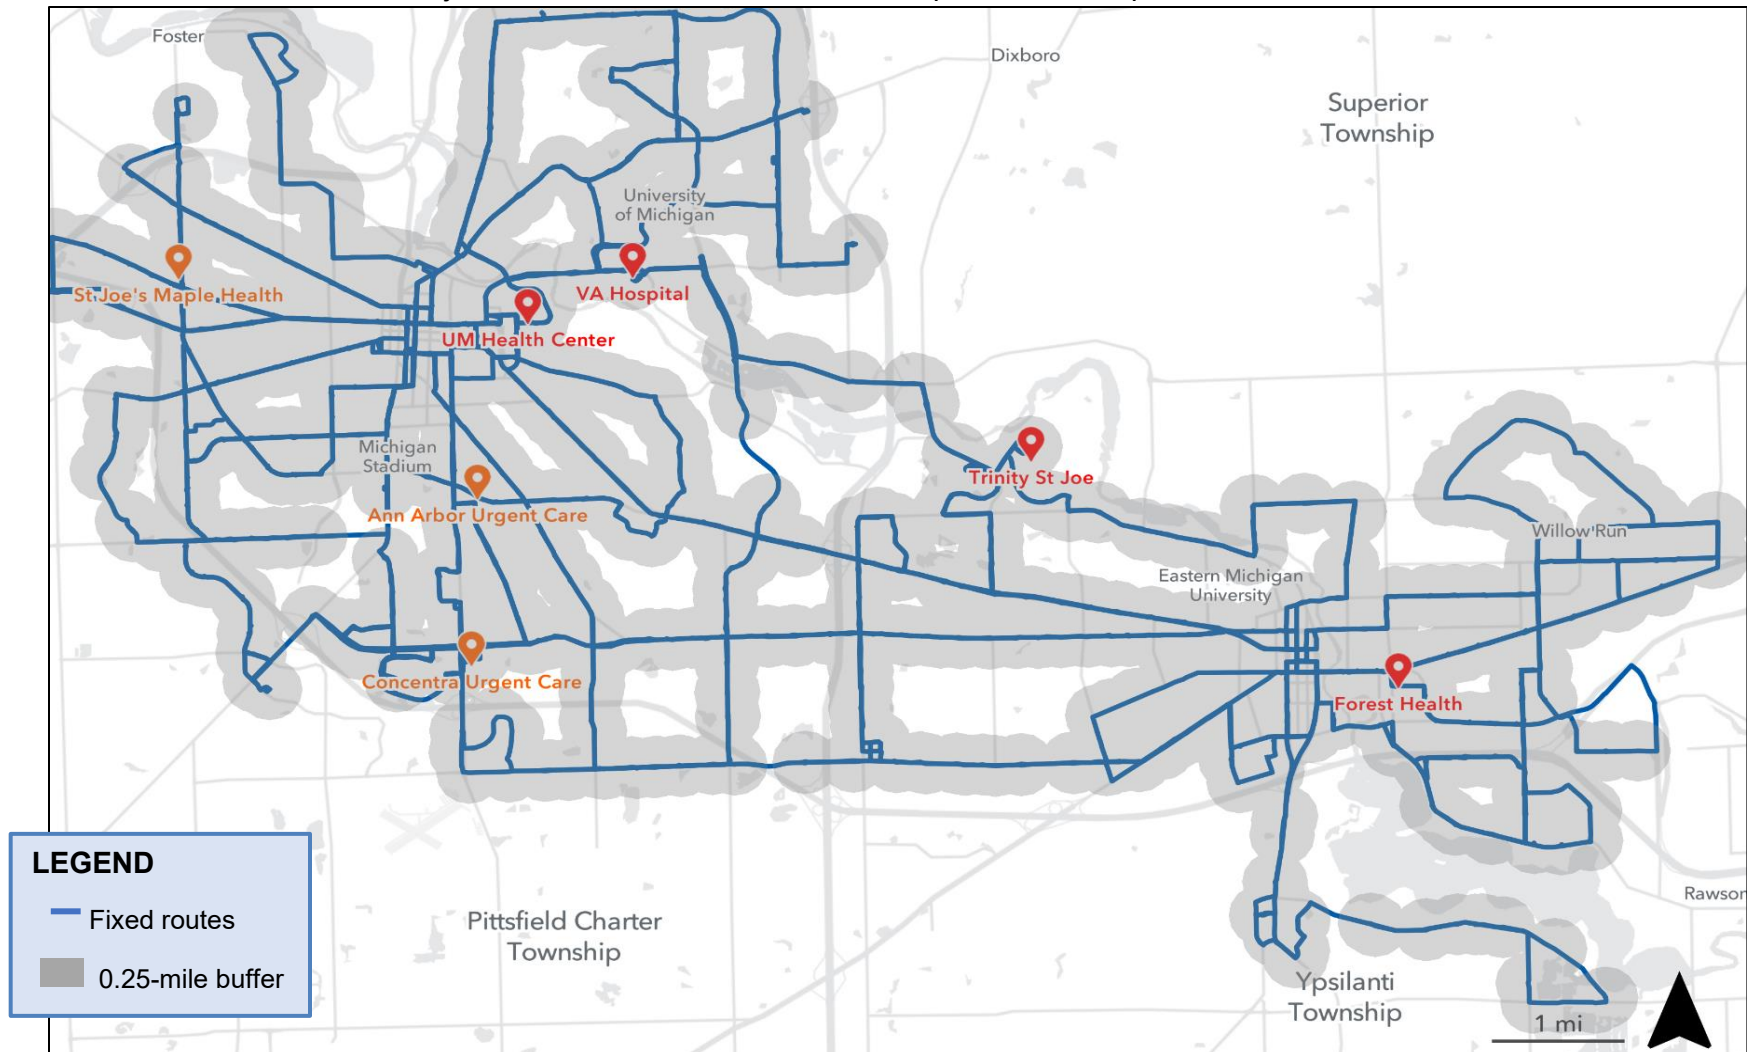 Foster
Dixboro
Superior
Township
University
of Michigan
St Joe's Maple Health
VA Hospital
UM Health Center
Michigan
Stadium
Trinity St Joe
Ann Arbor Urgent Care
Willow Run
Eastern Michigan
University
Concentra Urgent Care
Forest Health
LEGEND
Fixed routes
0.25-mile buffer
Pittsfield Charter
Township
Rawson
Ypsilanti
Township
1 mi